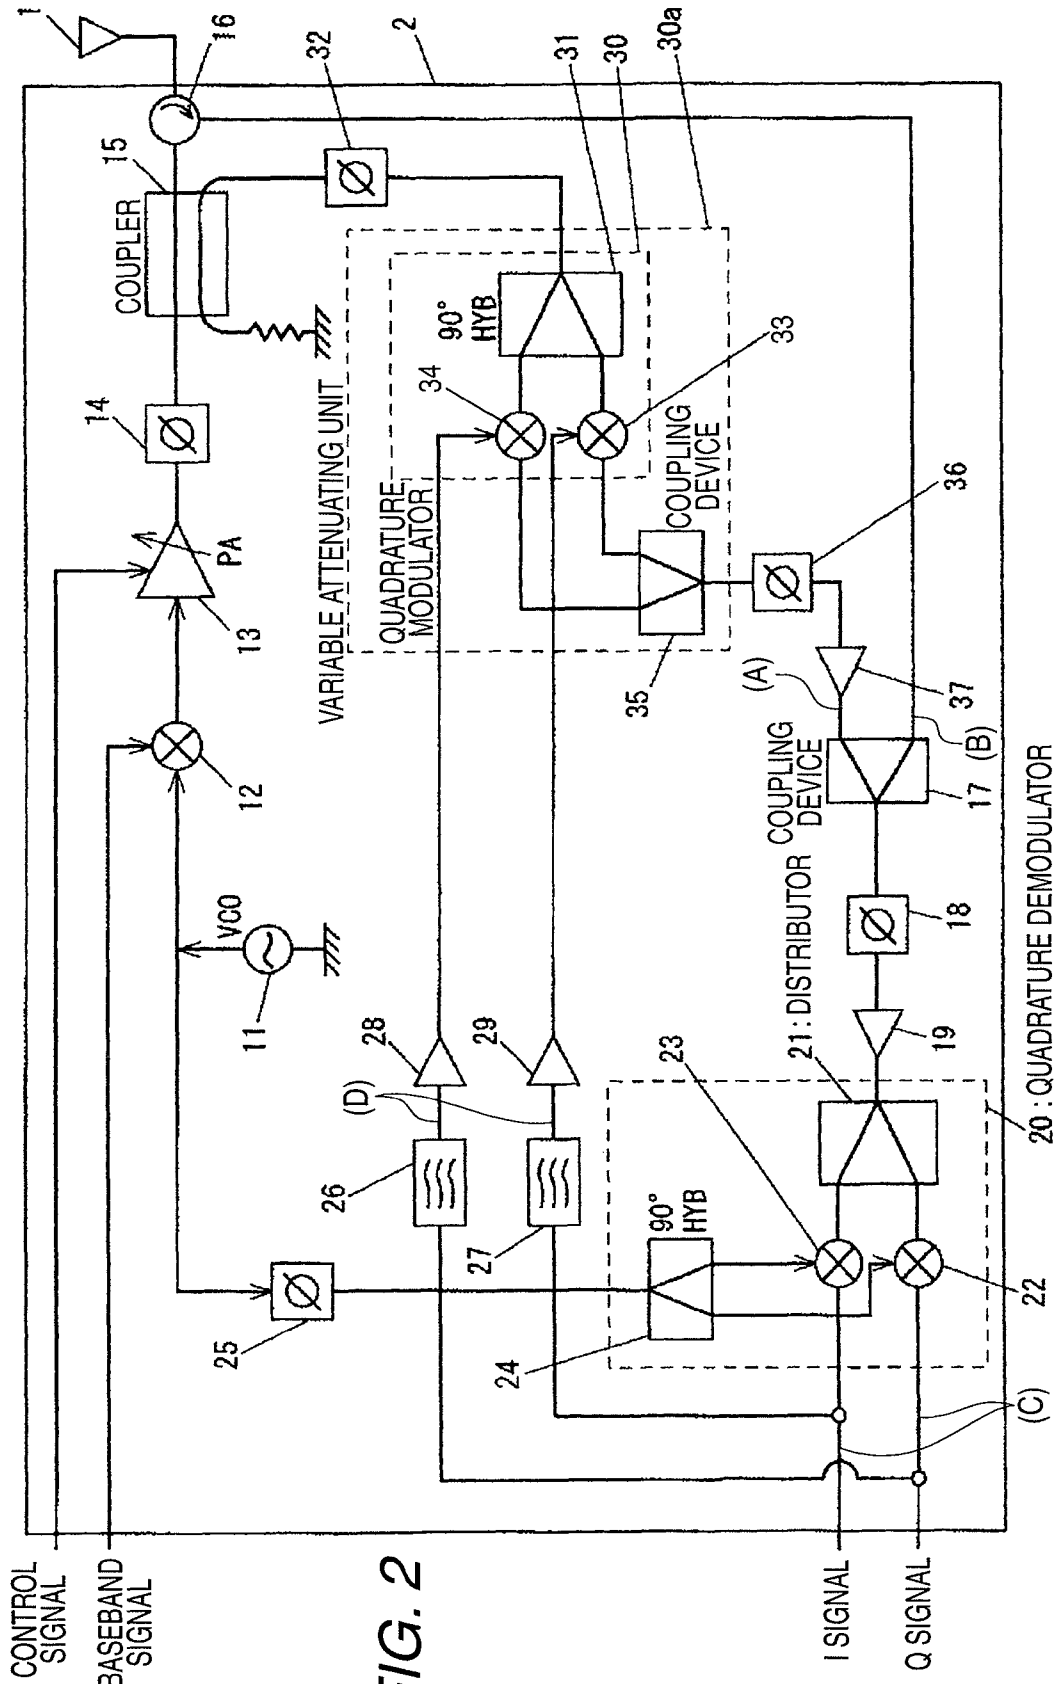 FIG. 2
CONTROL
SIGNAL
BASEBAND
SIGNAL
I SIGNAL
Q SIGNAL
1
2
16
15
COUPLER
14
PA
13
12
VCO
11
32
30a
30
31
VARIABLE ATTENUATING UNIT
QUADRATURE
MODULATOR
90°
HYB
34
33
COUPLING
DEVICE
35
36
37
(A)
(B)
COUPLING
DEVICE
17
18
19
21: DISTRIBUTOR
20 : QUADRATURE DEMODULATOR
23
22
90°
HYB
24
25
26
27
28
29
(D)
(C)